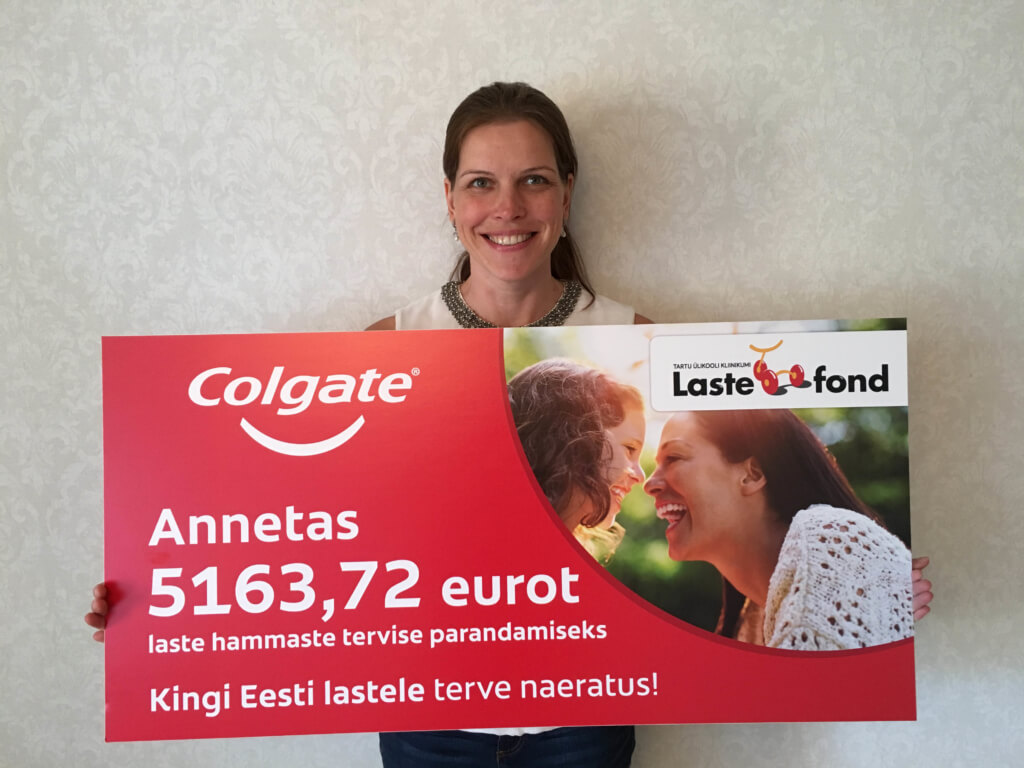 Colgate®
TARTU ÜLIKOOLI KLIINIKUMI
Laste fond
Annetas
5163,72 eurot
laste hammaste tervise parandamiseks
Kingi Eesti lastele terve naeratus!